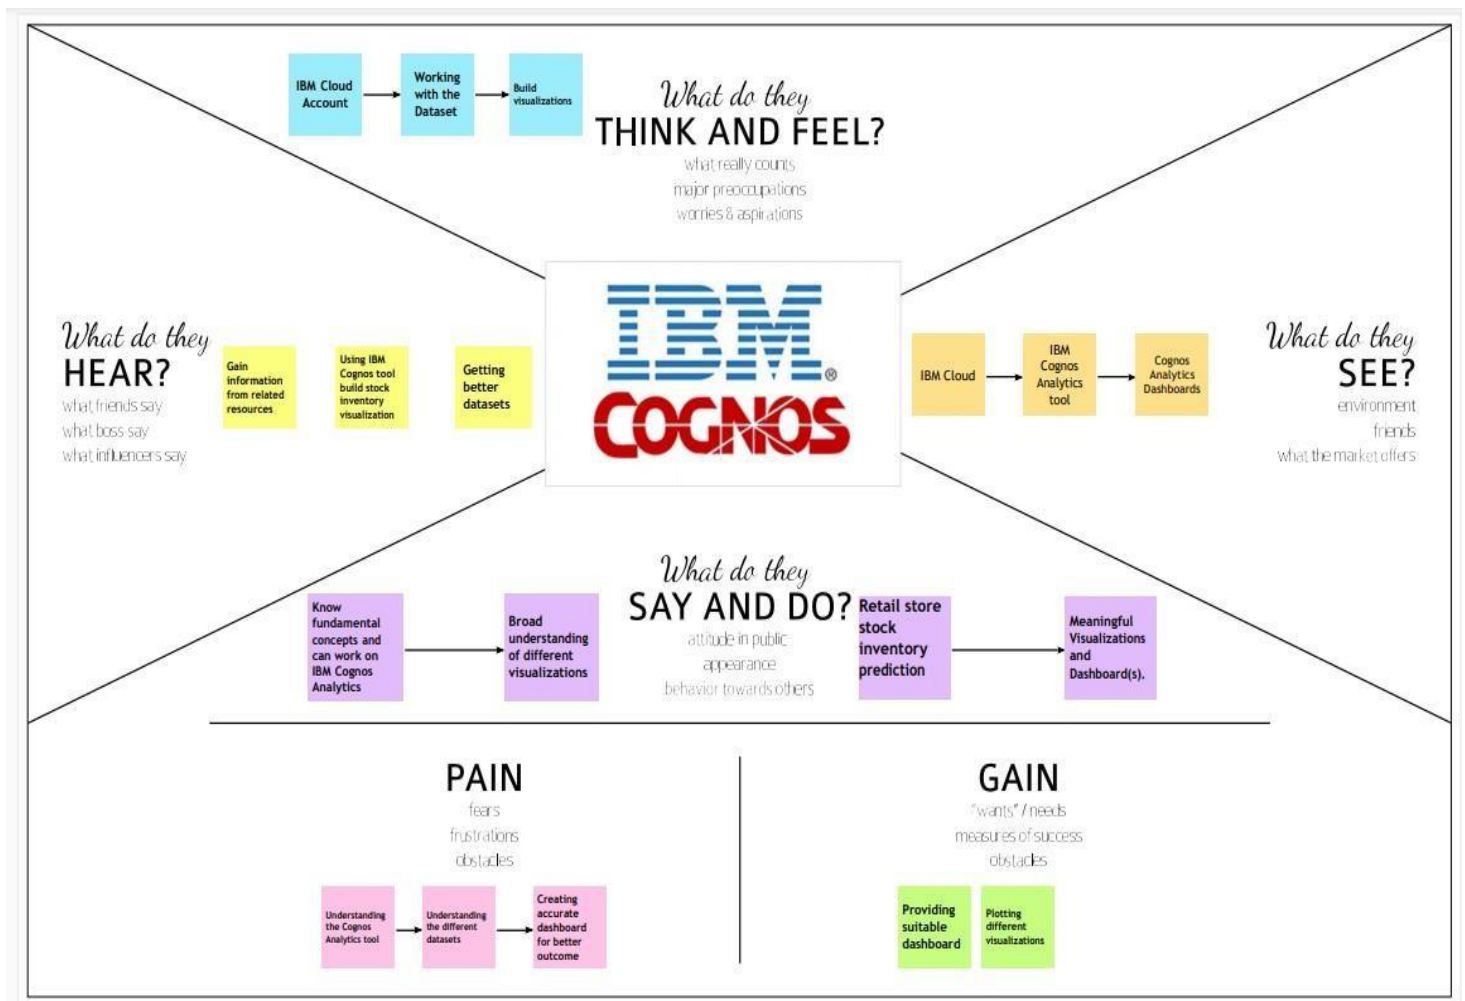 IBM Cloud
Account
Working
with the
Dataset
Build
visualizations
What do they
THINK AND FEEL?
what really counts
major preoccupations
worries & aspirations
What do they
HEAR?
what friends say
what boss say
what influencers say
Gain
information
from related
resources
Using IBM
Cognos tool
build stock
inventory
visualization
Getting
better
datasets
IBM®
COGNOS
IBM Cloud
IBM
Cognos
Analytics
tool
Cognos
Analytics
Dashboards
What do they
SEE?
environment
friends
what the market offers
What do they
SAY AND DO?
attitude in public
appearance
behavior towards others
Know
fundamental
concepts and
can work on
IBM Cognos
Analytics
Broad
understanding
of different
visualizations
Retail store
stock
inventory
prediction
Meaningful
Visualizations
and
Dashboard(s).
PAIN
fears
frustrations
obstacles
Understanding
the Cognos
Analytics tool
Understanding
the different
datasets
Creating
accurate
dashboard
for better
outcome
GAIN
"wants" / needs
measures of success
obstacles
Providing
suitable
dashboard
Plotting
different
visualizations